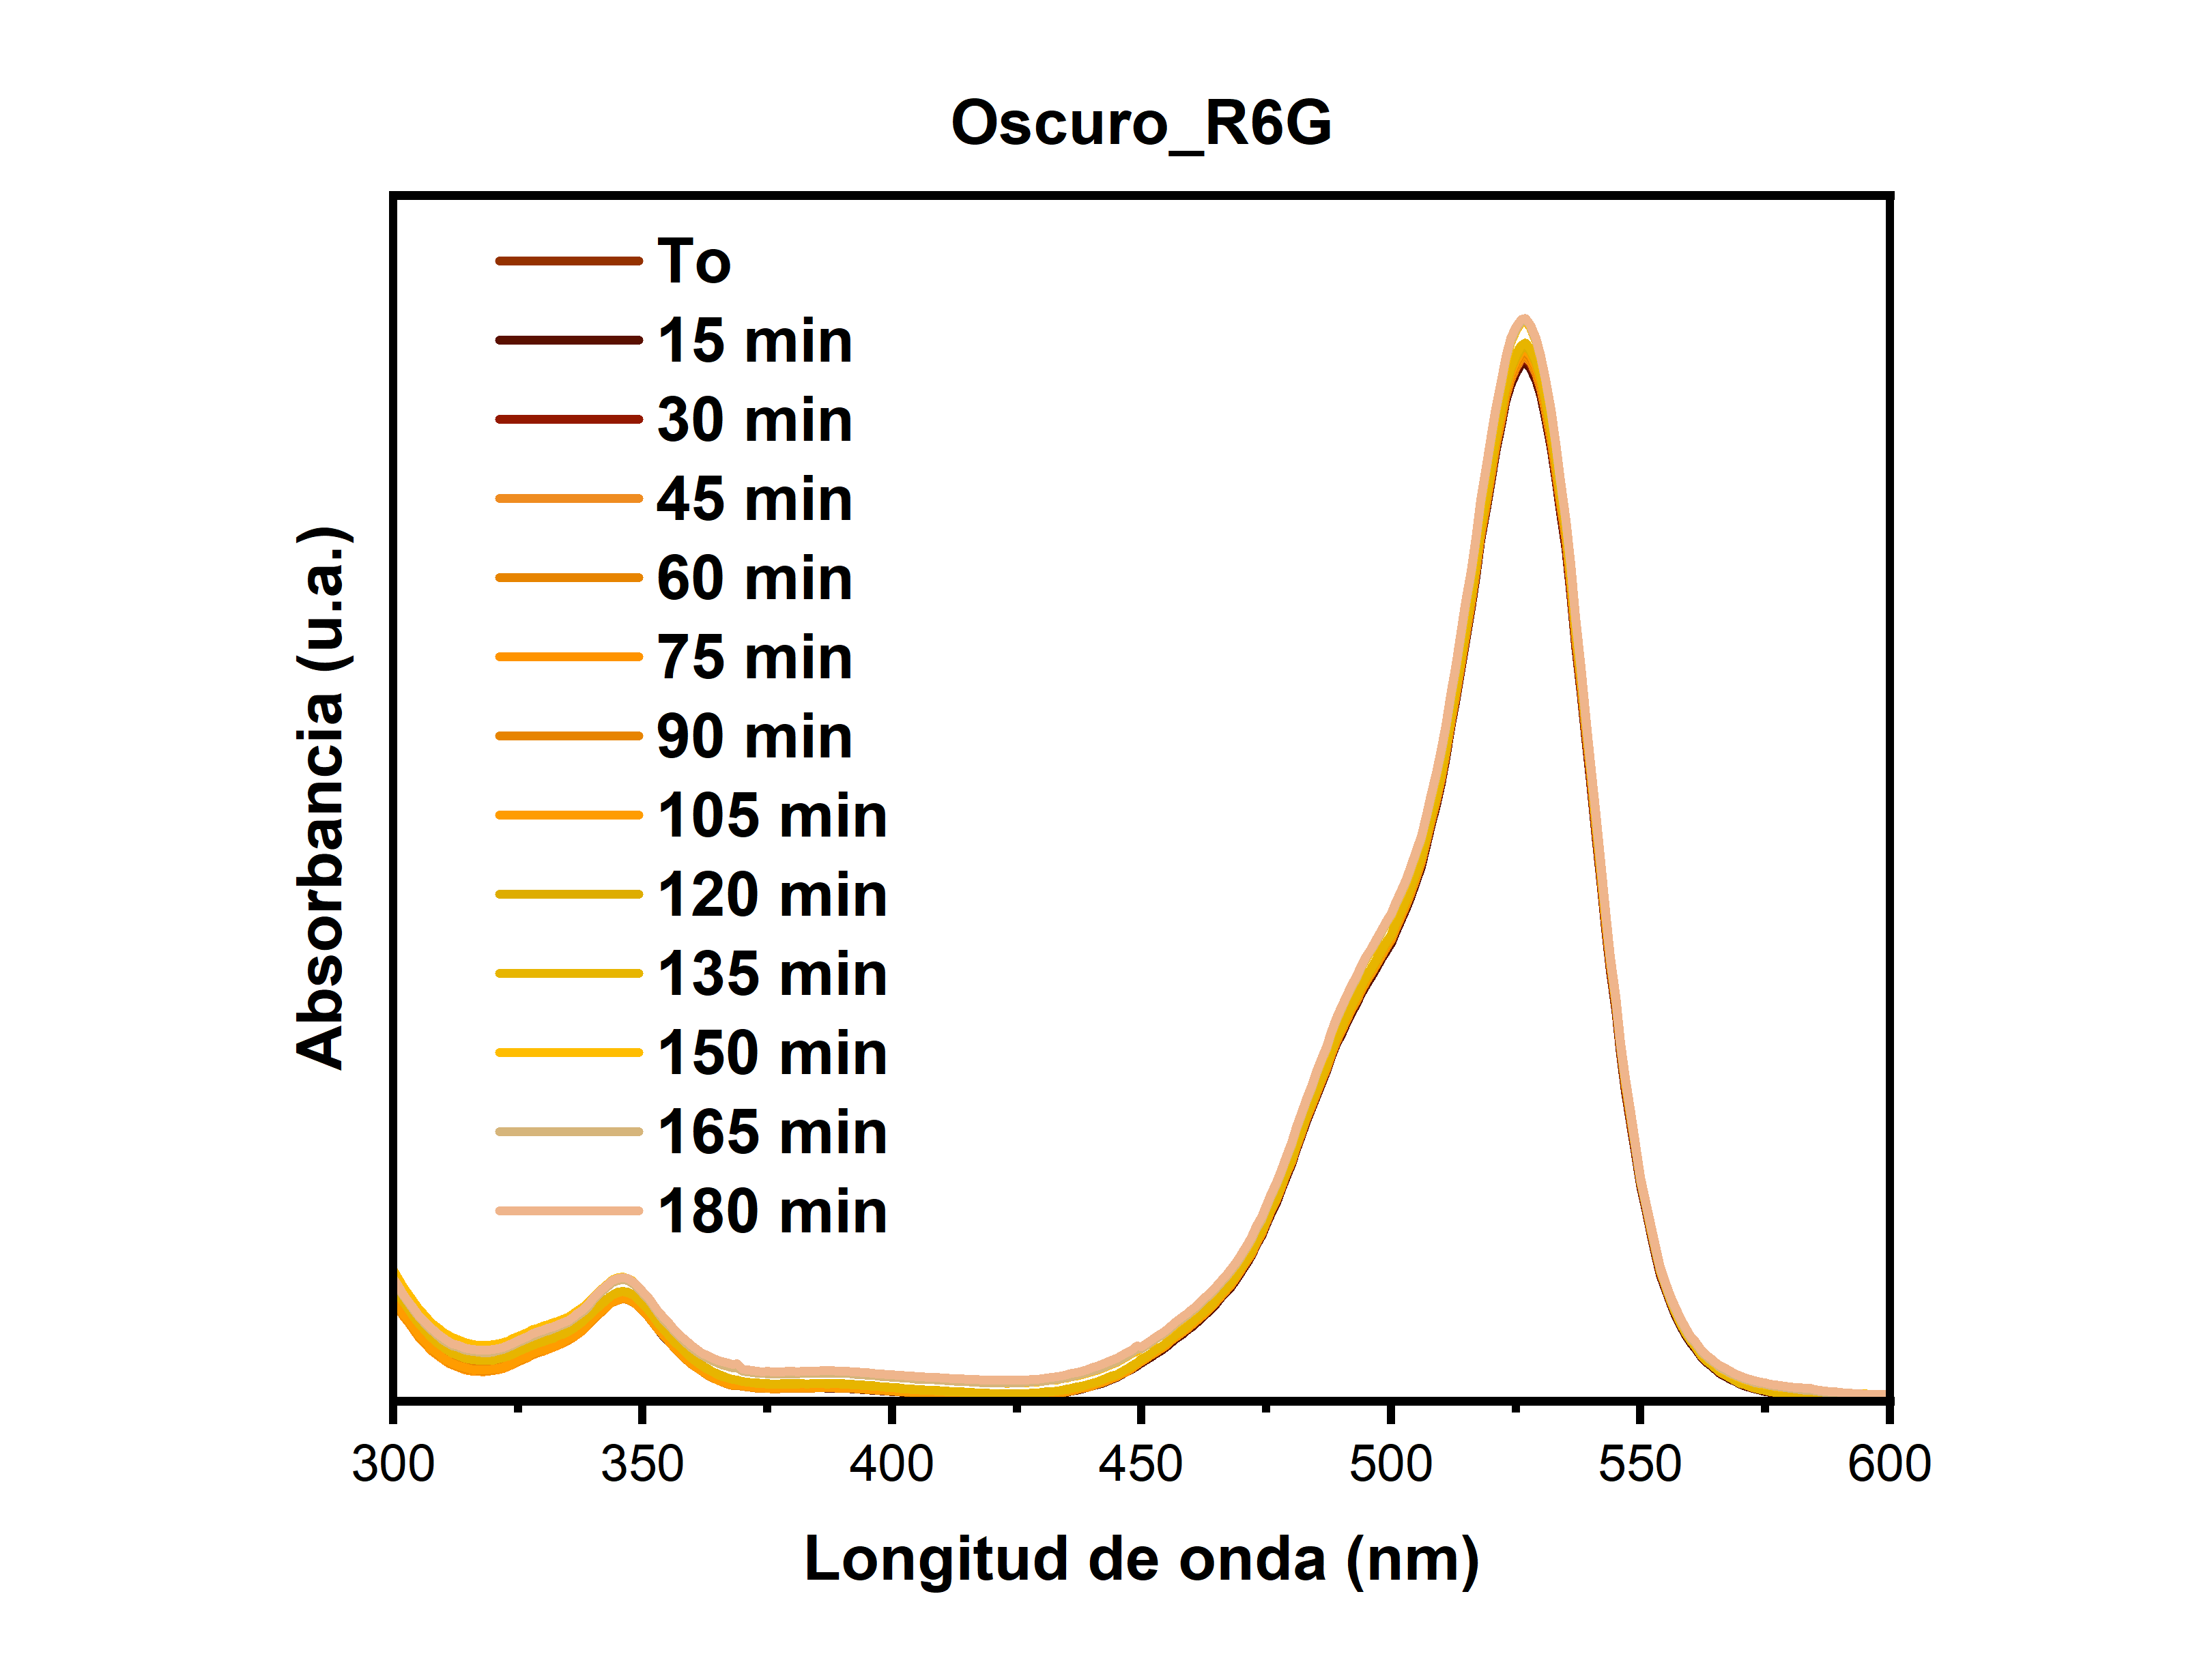 Oscuro_R6G
To
15 min
30 min
45 min
60 min
75 min
90 min
105 min
120 min
135 min
150 min
165 min
180 min
Absorbancia (u.a.)
300 350 400 450 500 550 600
Longitud de onda (nm)